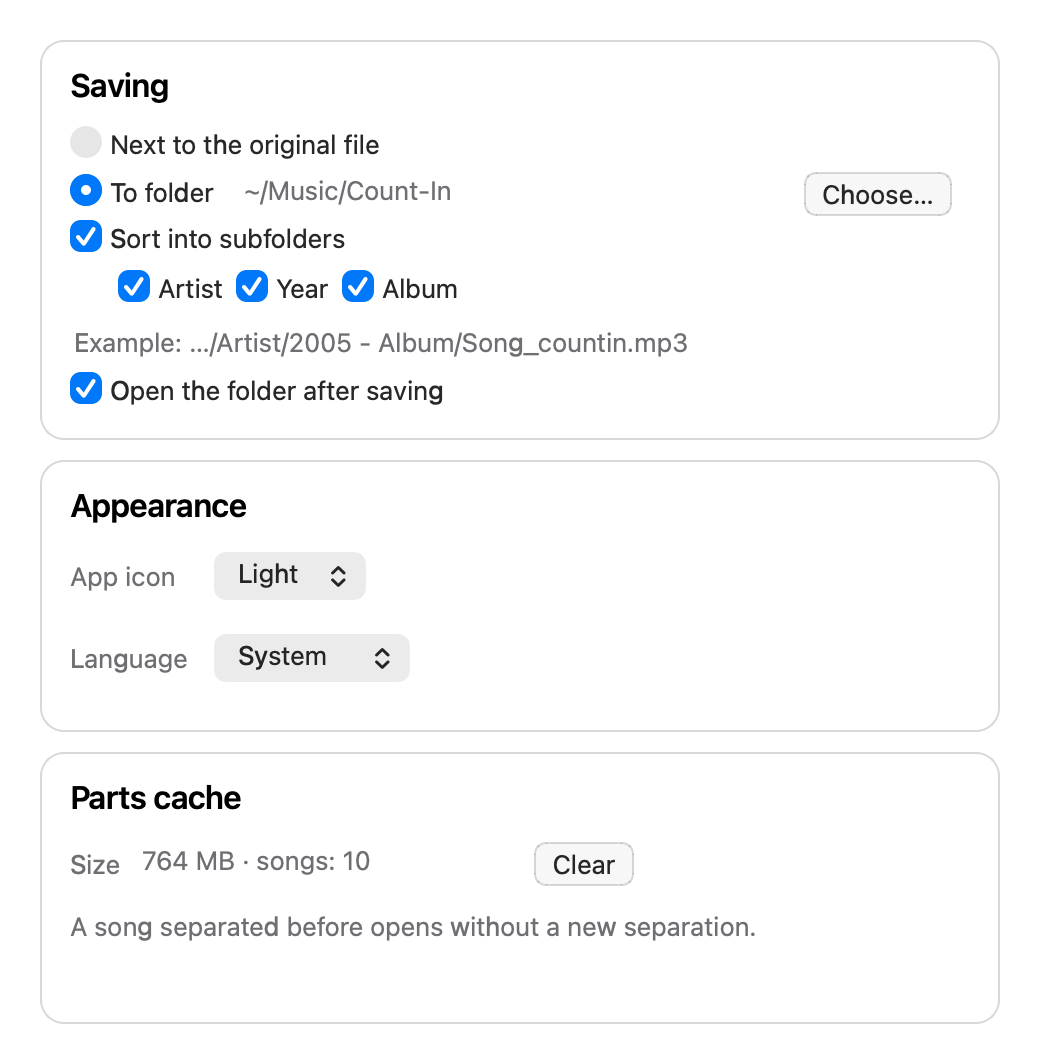 Saving
Next to the original file
To folder ~/Music/Count-In Choose...
Sort into subfolders
Artist Year Album
Example: .../Artist/2005 - Album/Song_countin.mp3
Open the folder after saving
Appearance
App icon Light
Language System
Parts cache
Size 764 MB · songs: 10 Clear
A song separated before opens without a new separation.